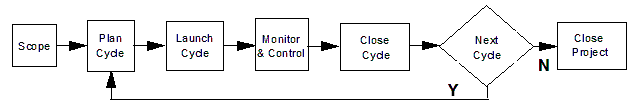 Scope
Plan
Cycle
Launch
Cycle
Monitor
& Control
Close
Cycle
Next
Cycle
N
Close
Project
Y